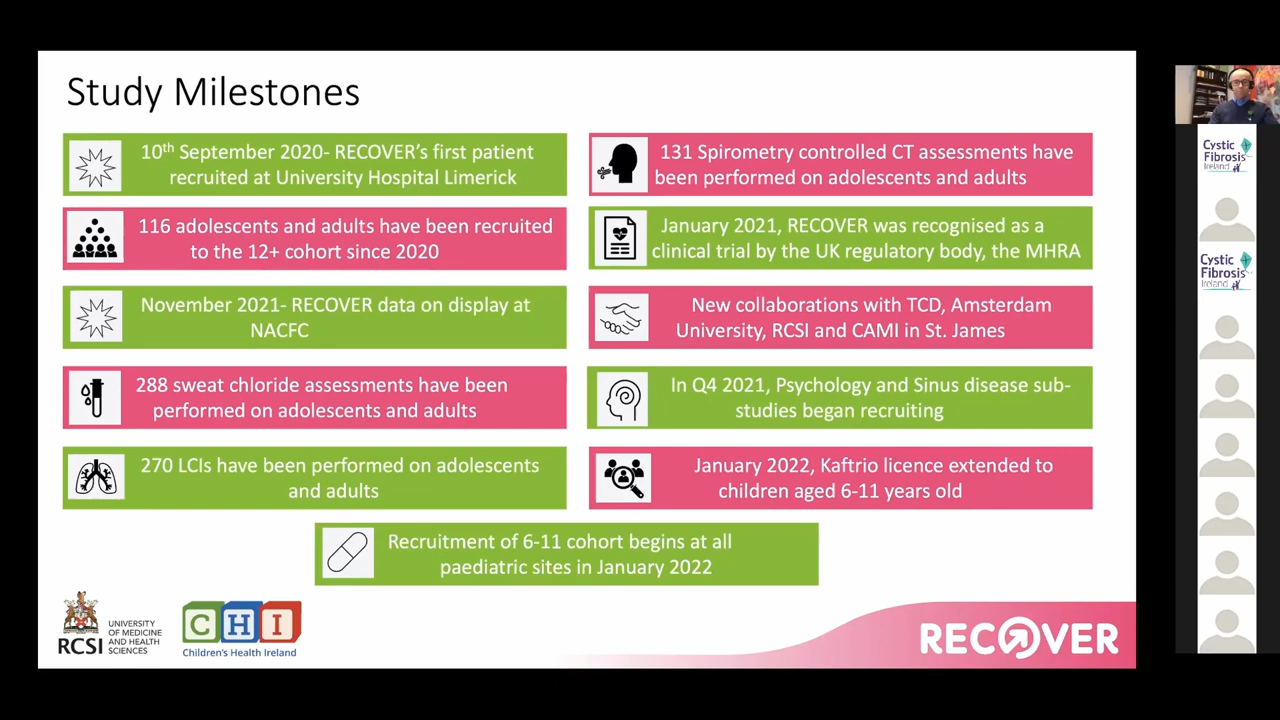 Study Milestones
10th September 2020- RECOVER's first patient
recruited at University Hospital Limerick
116 adolescents and adults have been recruited
to the 12+ cohort since 2020
November 2021- RECOVER data on display at
NACFC
288 sweat chloride assessments have been
performed on adolescents and adults
270 LCIs have been performed on adolescents
and adults
131 Spirometry controlled CT assessments have
been performed on adolescents and adults
January 2021, RECOVER was recognised as a
clinical trial by the UK regulatory body, the MHRA
New collaborations with TCD, Amsterdam
University, RCSI and CAMI in St. James
In Q4 2021, Psychology and Sinus disease sub-
studies began recruiting
January 2022, Kaftrio licence extended to
children aged 6-11 years old
Recruitment of 6-11 cohort begins at all
paediatric sites in January 2022
RCSI
UNIVERSITY
OF MEDICINE
AND HEALTH
SCIENCES
CHI
Children's Health Ireland
RECOVER
Cystic
Fibrosis
Ireland
Cystic
Fibrosis
Ireland